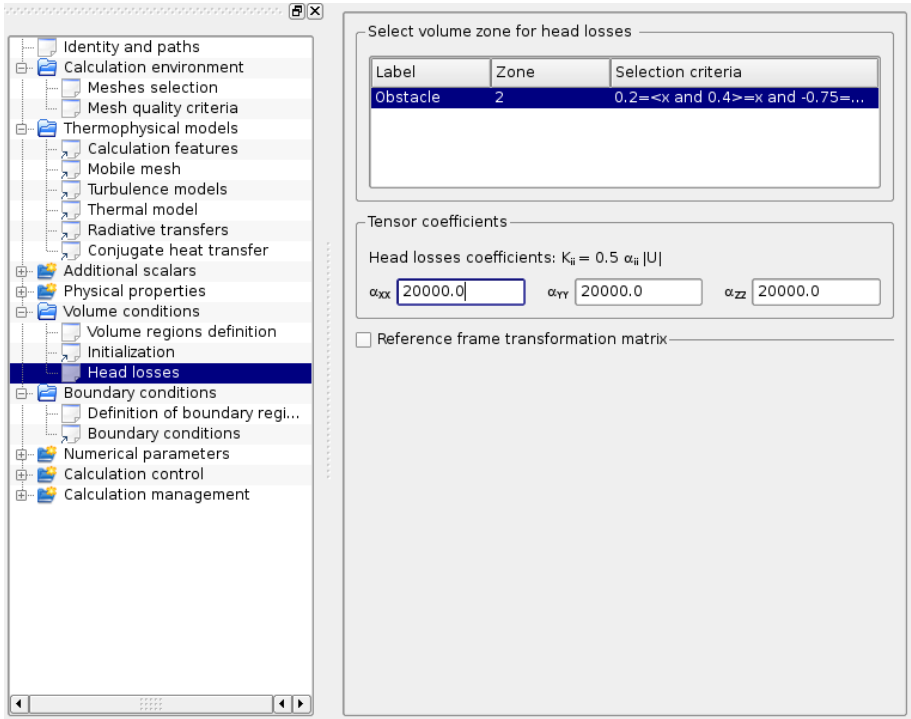 Identity and paths
Calculation environment
Meshes selection
Mesh quality criteria
Thermophysical models
Calculation features
Mobile mesh
Turbulence models
Thermal model
Radiative transfers
Conjugate heat transfer
Additional scalars
Physical properties
Volume conditions
Volume regions definition
Initialization
Head losses
Boundary conditions
Definition of boundary regi...
Boundary conditions
Numerical parameters
Calculation control
Calculation management
Select volume zone for head losses
Label Zone Selection criteria
Obstacle 2 0.2=<x and 0.4>=x and -0.75=...
Tensor coefficients
Head losses coefficients: Kii = 0.5 αii |U|
αXX 20000.0 αYY 20000.0 αZZ 20000.0
Reference frame transformation matrix